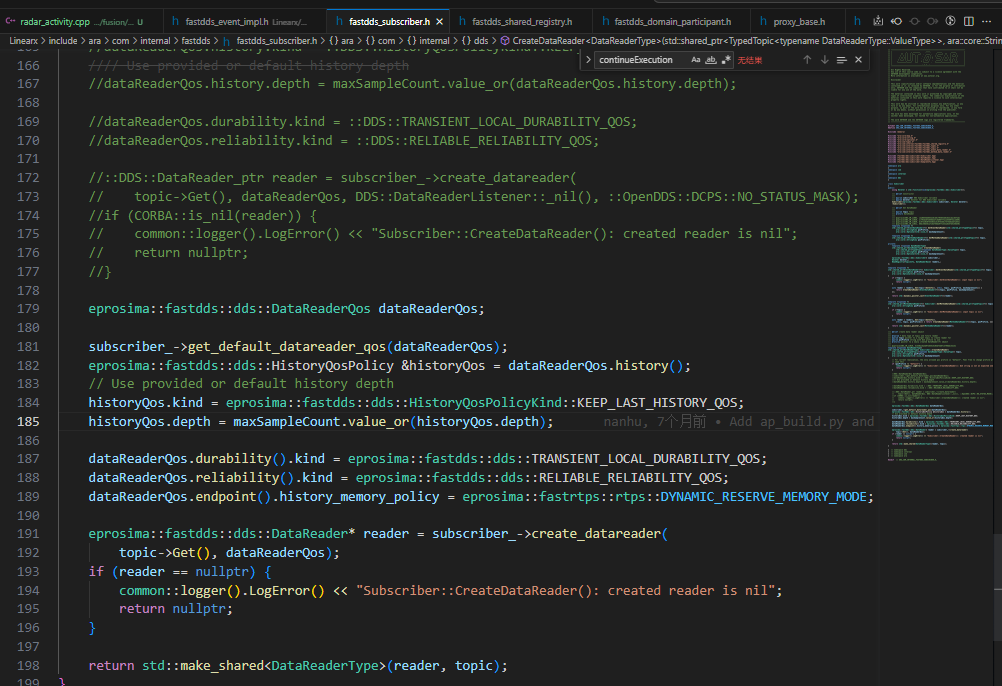 radar_activity.cpp .../fusion/... U
fastdds_event_impl.h Linearx/...
fastdds_subscriber.h
fastdds_shared_registry.h
fastdds_domain_participant.h
proxy_base.h
Linearx > include > ara > com > internal > fastdds > fastdds_subscriber.h > {} ara > {} com > {} internal > {} dds > CreateDataReader<DataReaderType>(std::shared_ptr<TypedTopic<typename DataReaderType::ValueType>>, ara::core::Strin
continueExecution
Aa ab
无结果
166 //// Use provided or default history depth
167 //dataReaderQos.history.depth = maxSampleCount.value_or(dataReaderQos.history.depth);
168
169 //dataReaderQos.durability.kind = ::DDS::TRANSIENT_LOCAL_DURABILITY_QOS;
170 //dataReaderQos.reliability.kind = ::DDS::RELIABLE_RELIABILITY_QOS;
171
172 //::DDS::DataReader_ptr reader = subscriber_->create_datareader(
173 //    topic->Get(), dataReaderQos, DDS::DataReaderListener::_nil(), ::OpenDDS::DCPS::NO_STATUS_MASK);
174 //if (CORBA::is_nil(reader)) {
175 //    common::logger().LogError() << "Subscriber::CreateDataReader(): created reader is nil";
176 //    return nullptr;
177 //}
178
179 eprosima::fastdds::dds::DataReaderQos dataReaderQos;
180
181 subscriber_->get_default_datareader_qos(dataReaderQos);
182 eprosima::fastdds::dds::HistoryQosPolicy &historyQos = dataReaderQos.history();
183 // Use provided or default history depth
184 historyQos.kind = eprosima::fastdds::dds::HistoryQosPolicyKind::KEEP_LAST_HISTORY_QOS;
185 historyQos.depth = maxSampleCount.value_or(historyQos.depth); nanhu, 7个月前 • Add ap_build.py and
186
187 dataReaderQos.durability().kind = eprosima::fastdds::dds::TRANSIENT_LOCAL_DURABILITY_QOS;
188 dataReaderQos.reliability().kind = eprosima::fastdds::dds::RELIABLE_RELIABILITY_QOS;
189 dataReaderQos.endpoint().history_memory_policy = eprosima::fastrtps::rtps::DYNAMIC_RESERVE_MEMORY_MODE;
190
191 eprosima::fastdds::dds::DataReader* reader = subscriber_->create_datareader(
192     topic->Get(), dataReaderQos);
193 if (reader == nullptr) {
194     common::logger().LogError() << "Subscriber::CreateDataReader(): created reader is nil";
195     return nullptr;
196 }
197
198 return std::make_shared<DataReaderType>(reader, topic);
199 }